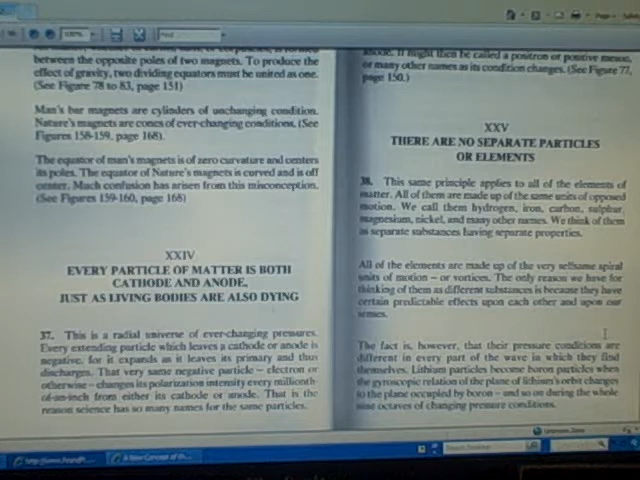 between the opposite poles of two magnets. To produce the
effect of gravity, two dividing equators must be united as one.
(See Figure 78 to 83, page 151)
Man's bar magnets are cylinders of unchanging condition.
Nature's magnets are cones of ever-changing conditions. (See
Figures 158-159, page 168).
The equator of man's magnets is of zero curvature and centers
its poles. The equator of Nature's magnets is curved and is off
center. Much confusion has arisen from this misconception.
(See Figure 159-160, page 168)
XXIV
EVERY PARTICLE OF MATTER IS BOTH
CATHODE AND ANODE,
JUST AS LIVING BODIES ARE ALSO DYING
37. This is a radial universe of ever-changing pressures.
Every extending particle which leaves a cathode or anode is
negative, for it expands as it leaves its primary and thus
discharges. That very same negative particle – electron or
otherwise – changes its polarization intensity every millionth-
of-an-inch from either its cathode or anode. That is the
reason science has so many names for the same particles.
anode. It might then be called a positron or positive meson,
or many other names as its condition changes. (See Figure 77,
page 150.)
XXV
THERE ARE NO SEPARATE PARTICLES
OR ELEMENTS
38. This same principle applies to all of the elements of
matter. All of them are made up of the same units of opposed
motion. We call them hydrogen, iron, carbon, sulphur,
magnesium, nickel, and many other names. We think of them
as separate substances having separate properties.
All of the elements are made up of the very selfsame spiral
units of motion – or vortices. The only reason we have for
thinking of them as different substances is because they have
certain predictable effects upon each other and upon our
senses.
The fact is, however, that their pressure conditions are
different in every part of the wave in which they find
themselves. Lithium particles become boron particles when
the gyroscopic relation of the plane of lithium's orbit changes
to the plane occupied by boron – and so on during the whole
nine octaves of changing pressure conditions.